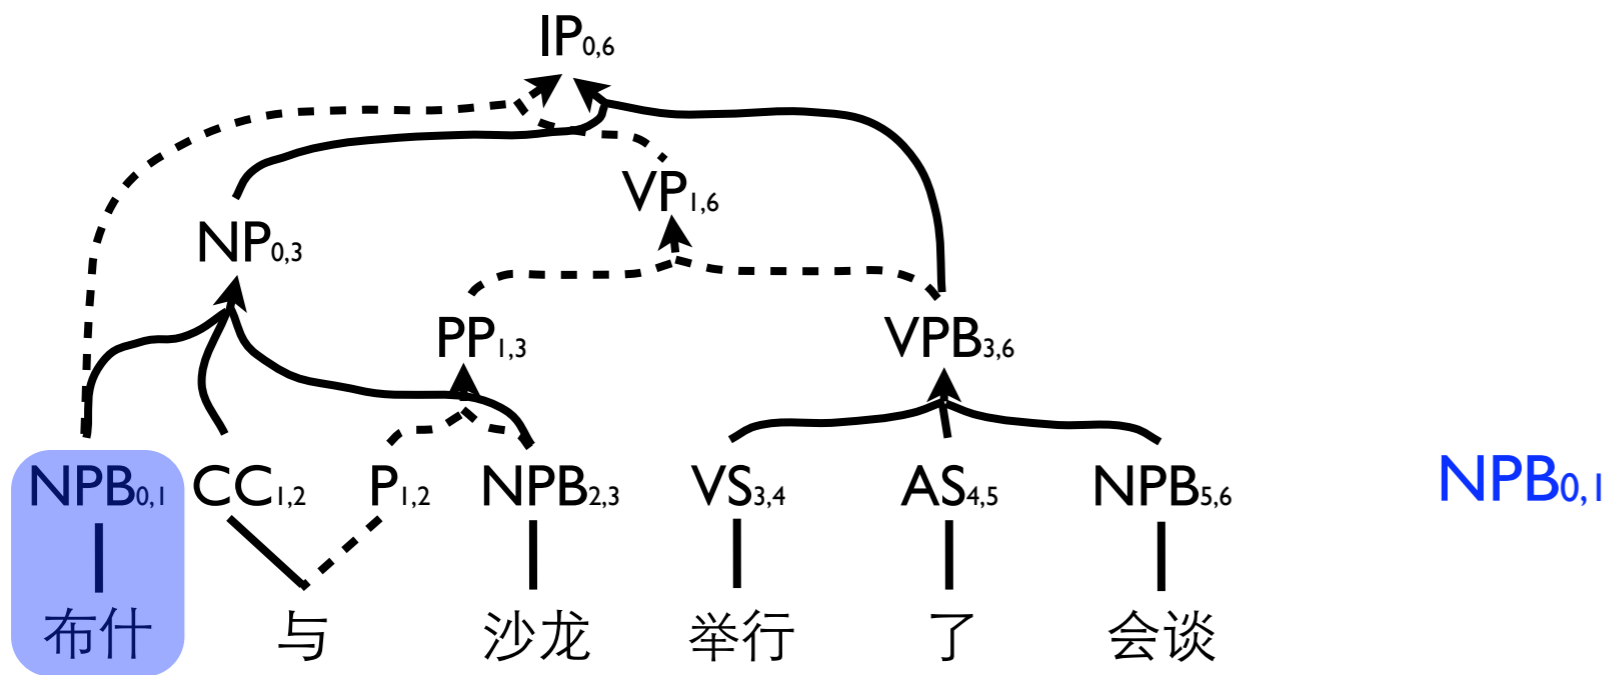 IP0,6
VP1,6
NP0,3
PP1,3 VPB3,6
NPB0,1 CC1,2 P1,2 NPB2,3 VS3,4 AS4,5 NPB5,6 NPB0,1
布什 与 沙龙 举行 了 会谈